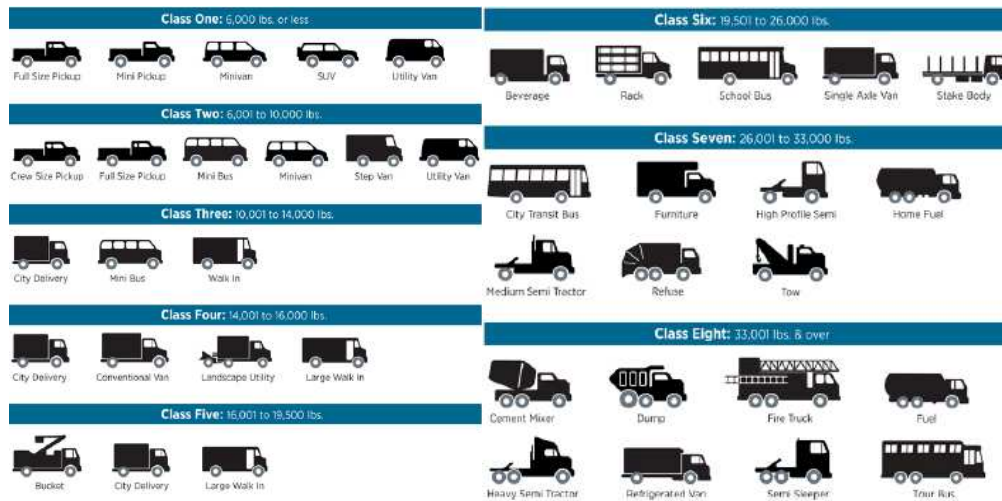 Class One: 6,000 lbs. or less
Full Size Pickup Mini Pickup Minivan SUV Utility Van
Class Two: 6,001 to 10,000 lbs.
Crew Size Pickup Full Size Pickup Mini Bus Minivan Step Van Utility Van
Class Three: 10,001 to 14,000 lbs.
City Delivery Mini Bus Walk In
Class Four: 14,001 to 16,000 lbs.
City Delivery Conventional Van Landscape Utility Large Walk In
Class Five: 16,001 to 19,500 lbs.
Bucket City Delivery Large Walk In
Class Six: 19,501 to 26,000 lbs.
Beverage Rack School Bus Single Axle Van Stake Body
Class Seven: 26,001 to 33,000 lbs.
City Transit Bus Furniture High Profile Semi Home Fuel
Medium Semi Tractor Refuse Tow
Class Eight: 33,001 lbs. & over
Cement Mixer Dump Fire Truck Fuel
Heavy Semi Tractor Refrigerated Van Semi Sleeper Tour Bus